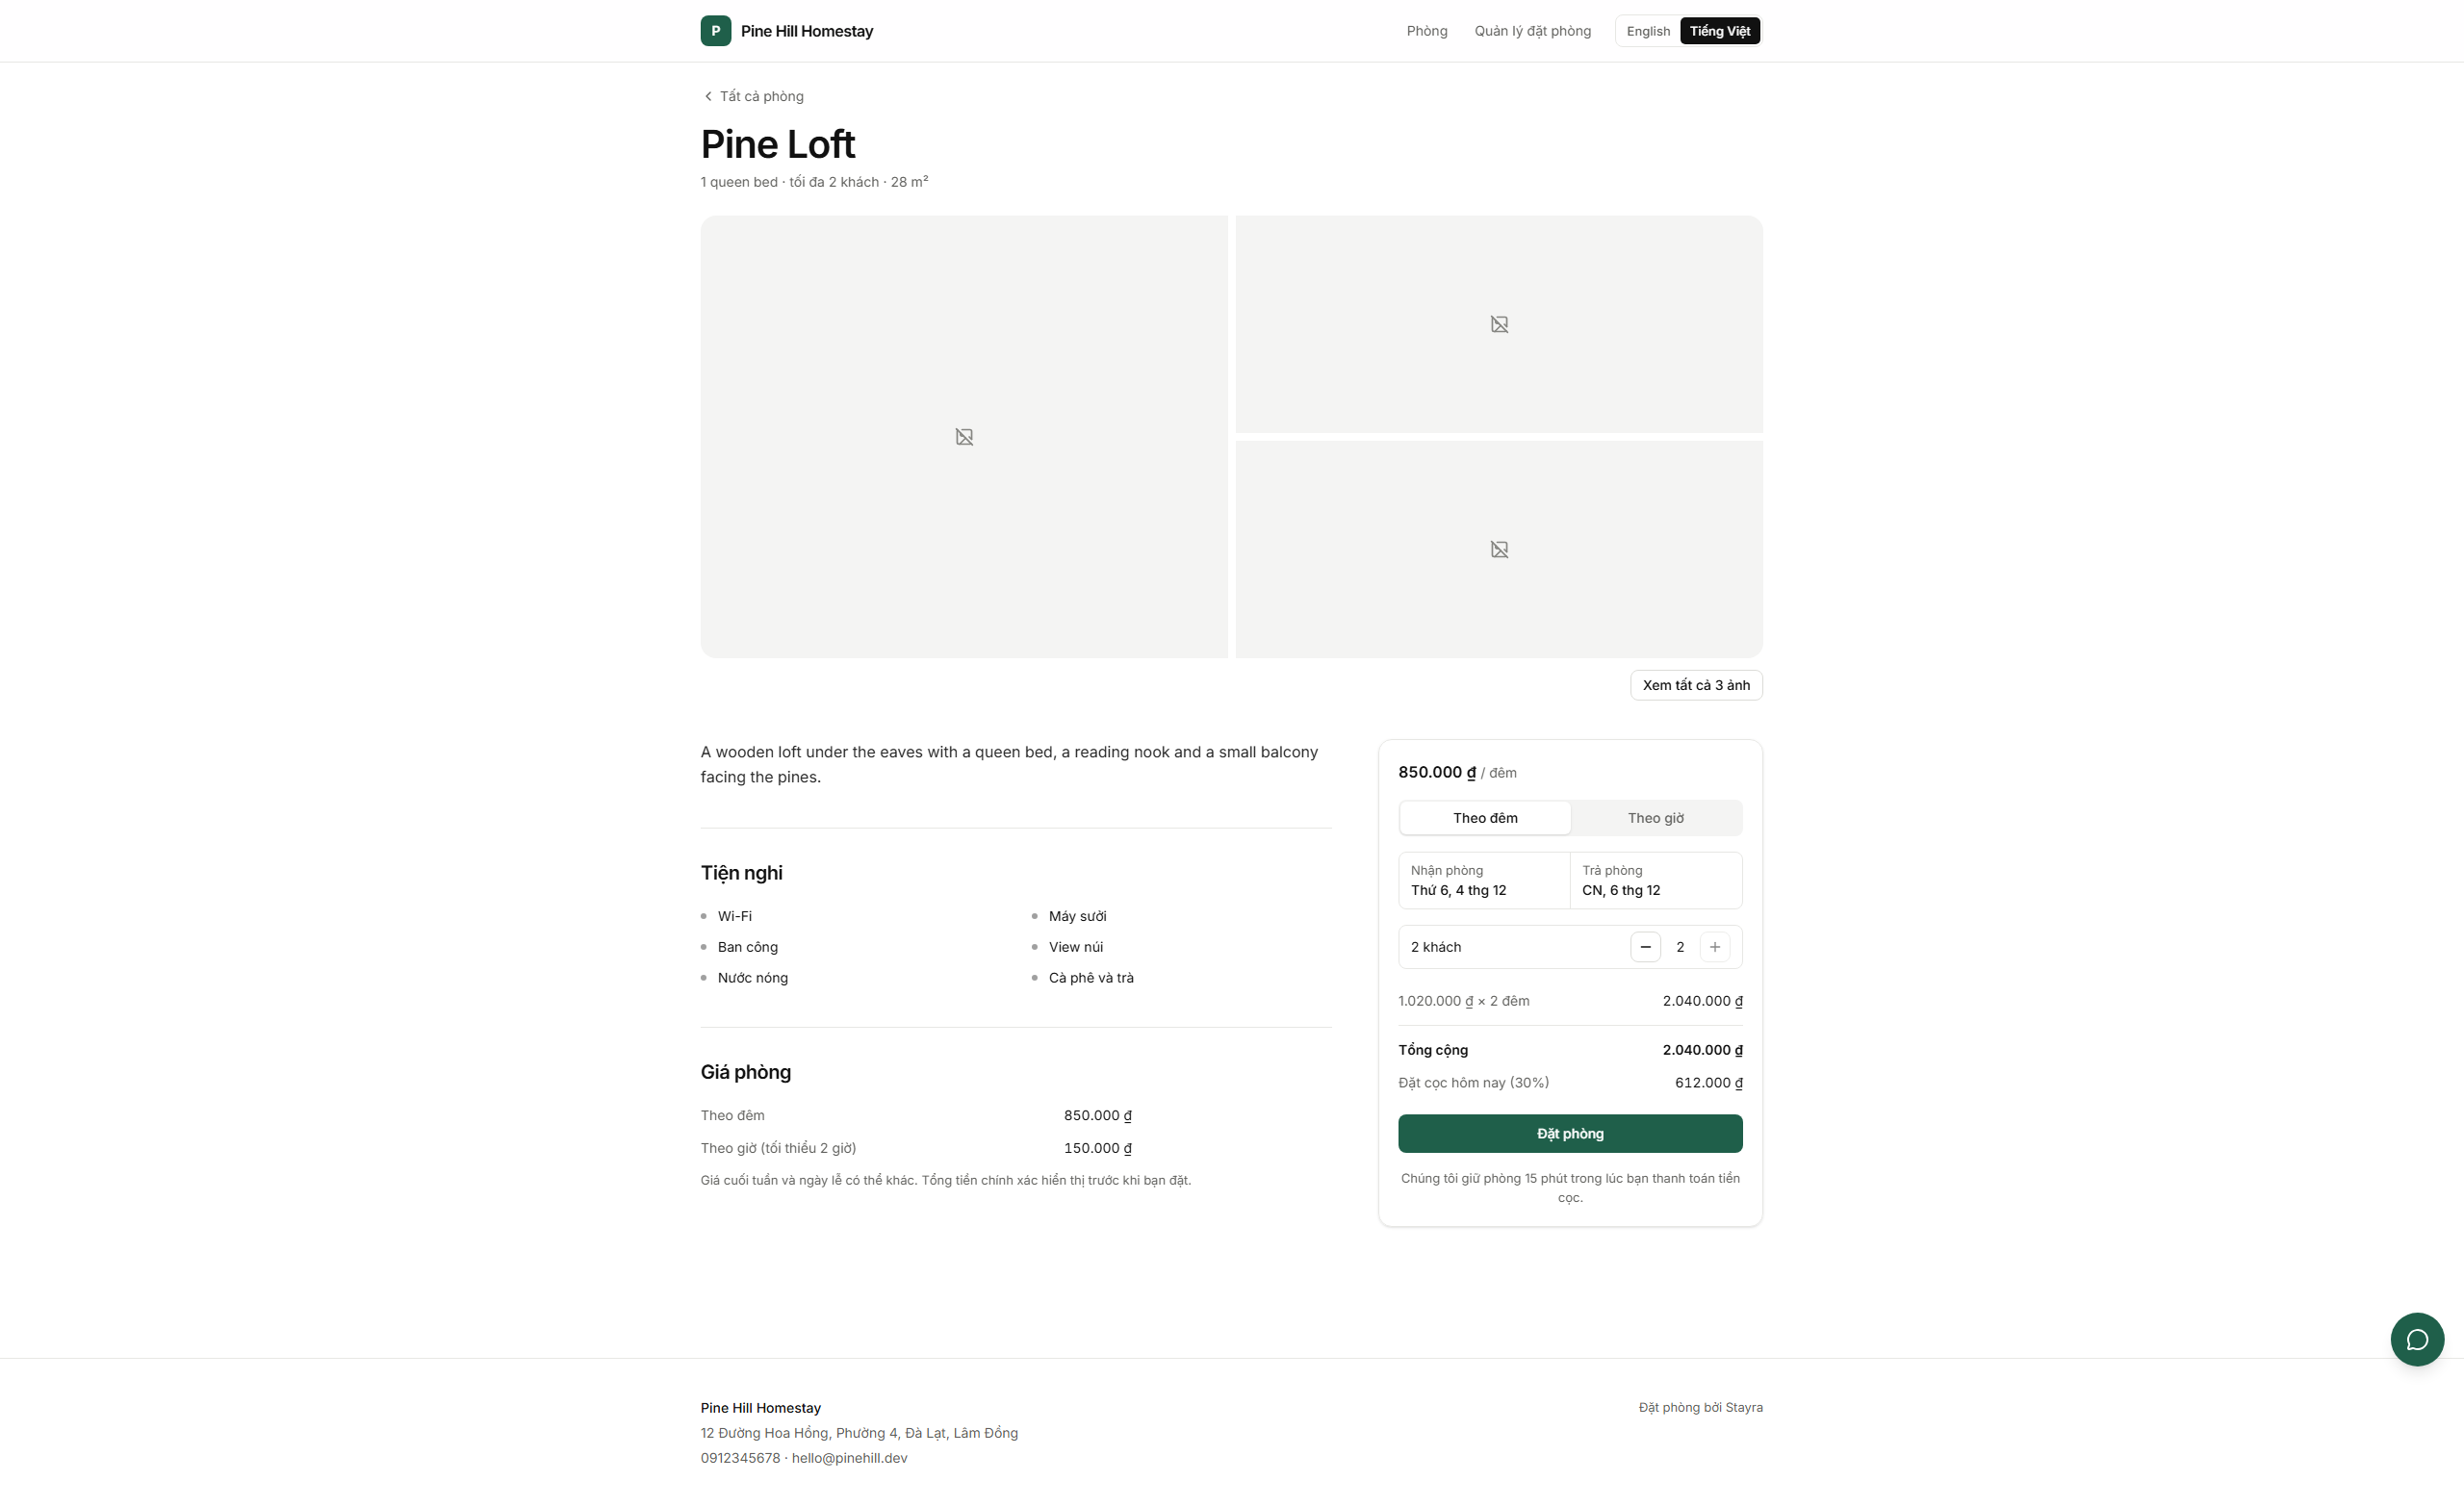 P
Pine Hill Homestay
Phòng
Quản lý đặt phòng
English
Tiếng Việt
Tất cả phòng
Pine Loft
1 queen bed · tối đa 2 khách · 28 m²
Xem tất cả 3 ảnh
A wooden loft under the eaves with a queen bed, a reading nook and a small balcony
facing the pines.
Tiện nghi
Wi-Fi
Máy sưởi
Ban công
View núi
Nước nóng
Cà phê và trà
Giá phòng
Theo đêm 850.000 ₫
Theo giờ (tối thiểu 2 giờ) 150.000 ₫
Giá cuối tuần và ngày lễ có thể khác. Tổng tiền chính xác hiển thị trước khi bạn đặt.
850.000 ₫ / đêm
Theo đêm
Theo giờ
Nhận phòng
Thứ 6, 4 thg 12
Trả phòng
CN, 6 thg 12
2 khách
2
1.020.000 ₫ × 2 đêm 2.040.000 ₫
Tổng cộng 2.040.000 ₫
Đặt cọc hôm nay (30%) 612.000 ₫
Đặt phòng
Chúng tôi giữ phòng 15 phút trong lúc bạn thanh toán tiền
cọc.
Pine Hill Homestay
12 Đường Hoa Hồng, Phường 4, Đà Lạt, Lâm Đồng
0912345678 · hello@pinehill.dev
Đặt phòng bởi Stayra